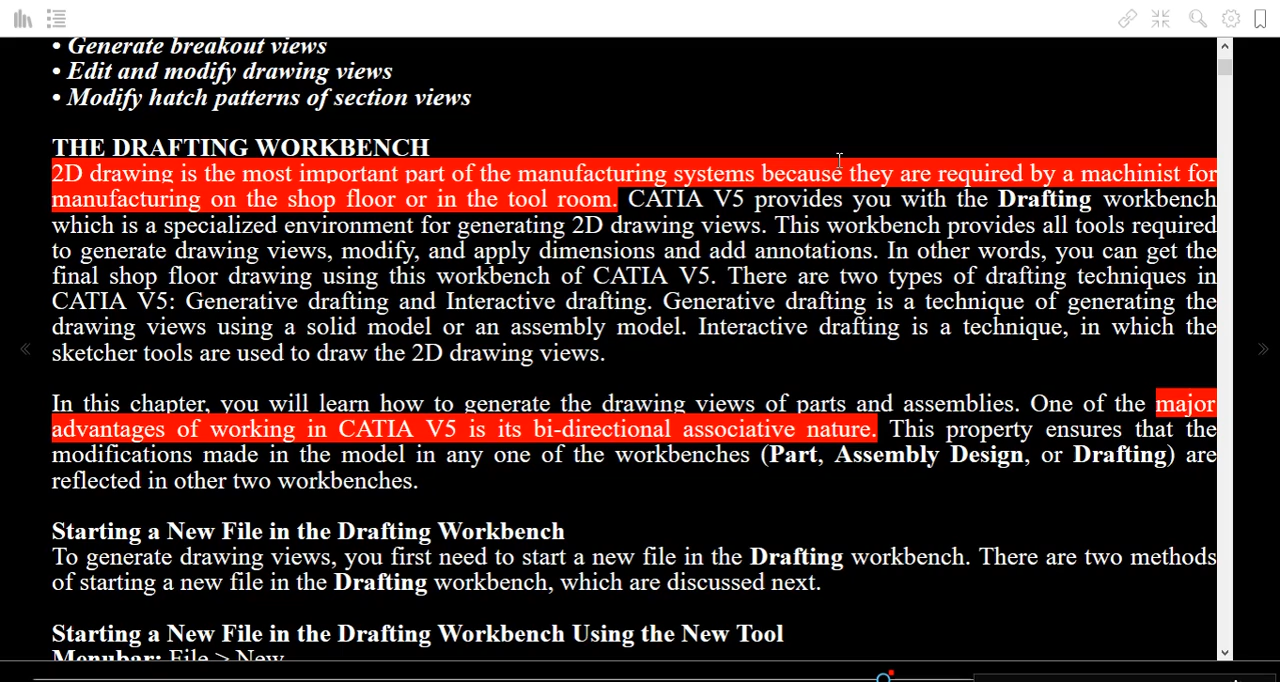 • Generate breakout views
• Edit and modify drawing views
• Modify hatch patterns of section views
THE DRAFTING WORKBENCH
2D drawing is the most important part of the manufacturing systems because they are required by a machinist for
manufacturing on the shop floor or in the tool room. CATIA V5 provides you with the Drafting workbench
which is a specialized environment for generating 2D drawing views. This workbench provides all tools required
to generate drawing views, modify, and apply dimensions and add annotations. In other words, you can get the
final shop floor drawing using this workbench of CATIA V5. There are two types of drafting techniques in
CATIA V5: Generative drafting and Interactive drafting. Generative drafting is a technique of generating the
drawing views using a solid model or an assembly model. Interactive drafting is a technique, in which the
sketcher tools are used to draw the 2D drawing views.
In this chapter, you will learn how to generate the drawing views of parts and assemblies. One of the major
advantages of working in CATIA V5 is its bi-directional associative nature. This property ensures that the
modifications made in the model in any one of the workbenches (Part, Assembly Design, or Drafting) are
reflected in other two workbenches.
Starting a New File in the Drafting Workbench
To generate drawing views, you first need to start a new file in the Drafting workbench. There are two methods
of starting a new file in the Drafting workbench, which are discussed next.
Starting a New File in the Drafting Workbench Using the New Tool
Menubar: File > New